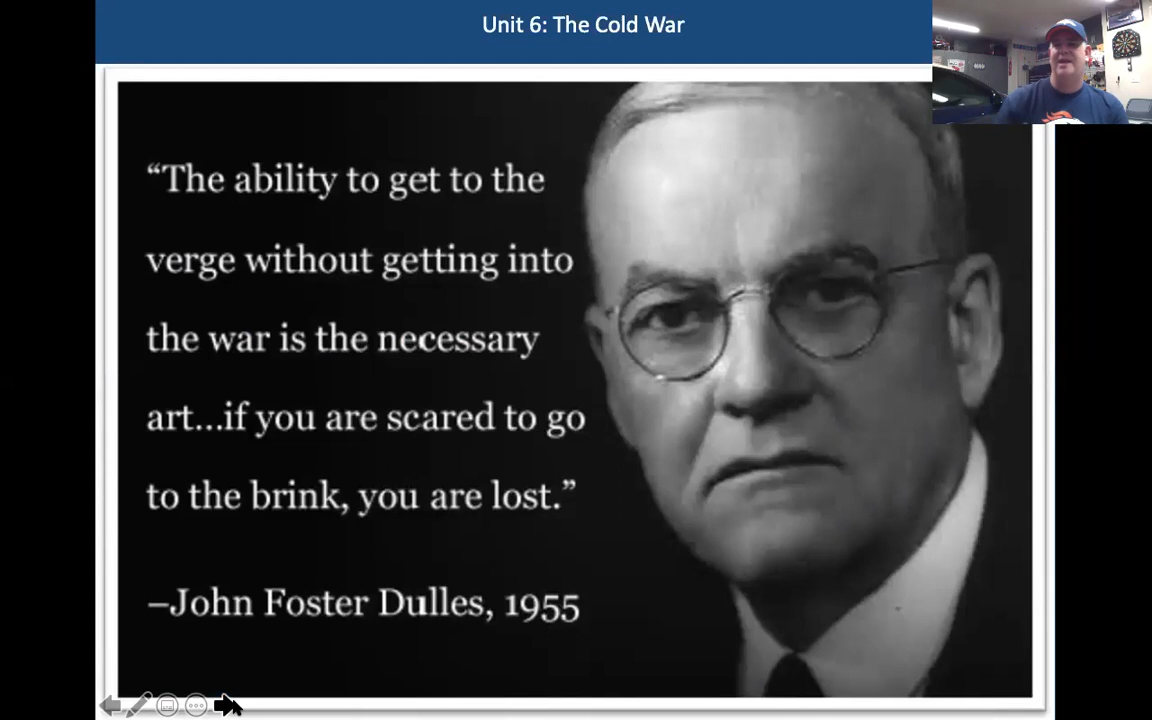 Unit 6: The Cold War
“The ability to get to the
verge without getting into
the war is the necessary
art...if you are scared to go
to the brink, you are lost.”
–John Foster Dulles, 1955